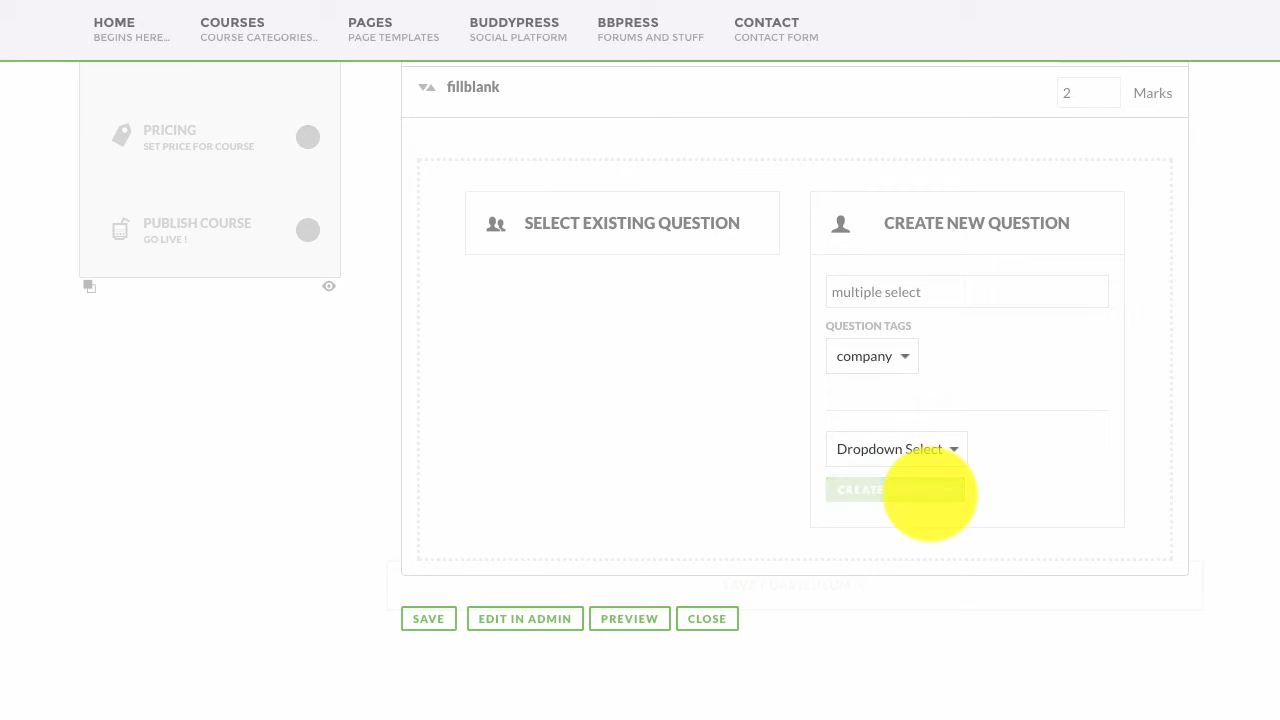 HOME
BEGINS HERE...
COURSES
COURSE CATEGORIES..
PAGES
PAGE TEMPLATES
BUDDYPRESS
SOCIAL PLATFORM
BBPRESS
FORUMS AND STUFF
CONTACT
CONTACT FORM
PRICING
SET PRICE FOR COURSE
PUBLISH COURSE
GO LIVE !
fillblank
2
Marks
SELECT EXISTING QUESTION
CREATE NEW QUESTION
multiple select
QUESTION TAGS
company
Dropdown Select
CREATE
SAVE
EDIT IN ADMIN
PREVIEW
CLOSE